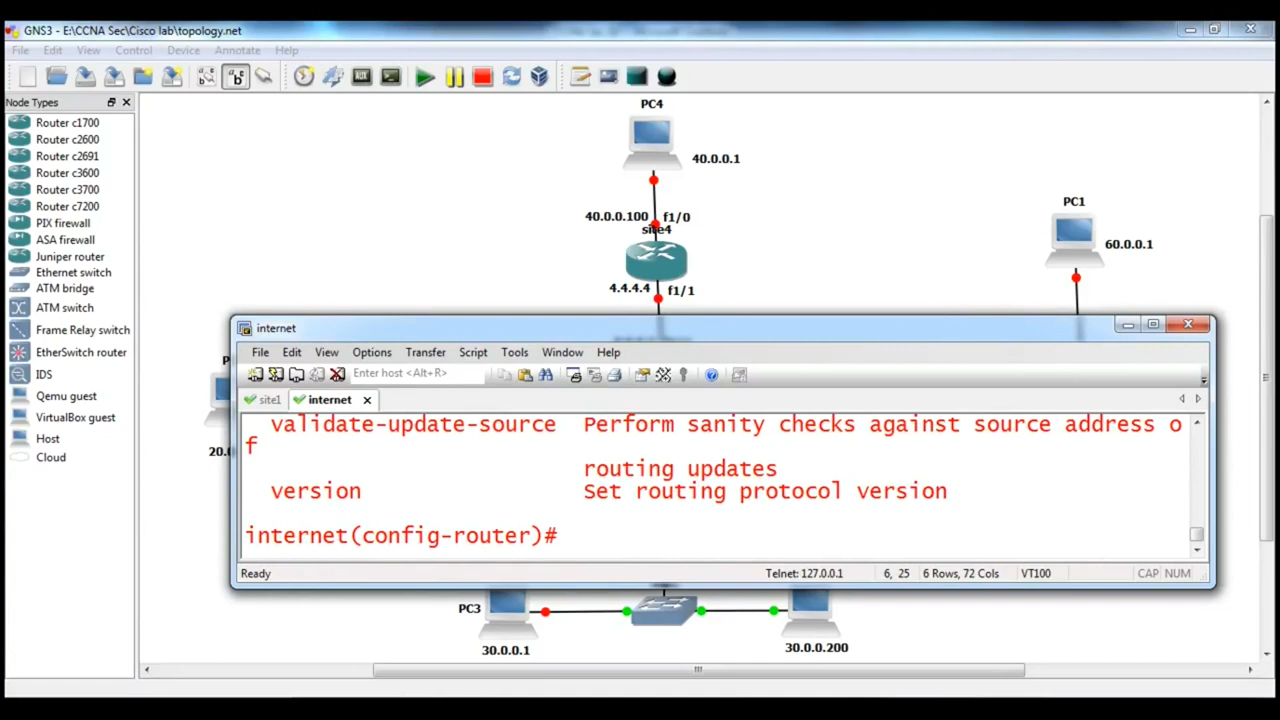 GNS3 - E:\CCNA Sec\Cisco lab\topology.net
File Edit View Control Device Annotate Help
Node Types
Router c1700
Router c2600
Router c2691
Router c3600
Router c3700
Router c7200
PIX firewall
ASA firewall
Juniper router
Ethernet switch
ATM bridge
ATM switch
Frame Relay switch
EtherSwitch router
IDS
Qemu guest
VirtualBox guest
Host
Cloud
PC4
40.0.0.1
40.0.0.100 f1/0
site4
4.4.4.4 f1/1
PC1
60.0.0.1
internet
File Edit View Options Transfer Script Tools Window Help
Enter host <Alt+R>
site1 internet
validate-update-source Perform sanity checks against source address o
f
routing updates
version Set routing protocol version
internet(config-router)#
Ready Telnet: 127.0.0.1 6, 25 6 Rows, 72 Cols VT100 CAP NUM
PC3
30.0.0.1
30.0.0.200